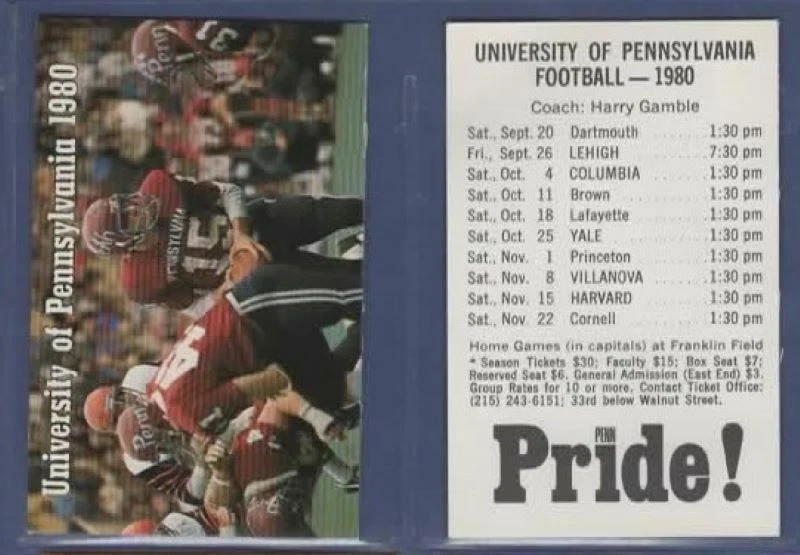 University of Pennsylvania 1980
Penn
31
PENNSYLVANIA
15
Penn
UNIVERSITY OF PENNSYLVANIA
FOOTBALL — 1980
Coach: Harry Gamble
Sat., Sept. 20 Dartmouth ...... 1:30 pm
Fri., Sept. 26 LEHIGH ...... 7:30 pm
Sat., Oct. 4 COLUMBIA ...... 1:30 pm
Sat., Oct. 11 Brown ...... 1:30 pm
Sat., Oct. 18 Lafayette ...... 1:30 pm
Sat., Oct. 25 YALE ...... 1:30 pm
Sat., Nov. 1 Princeton ...... 1:30 pm
Sat., Nov. 8 VILLANOVA ...... 1:30 pm
Sat., Nov. 15 HARVARD ...... 1:30 pm
Sat., Nov. 22 Cornell ...... 1:30 pm
Home Games (in capitals) at Franklin Field
* Season Tickets $30; Faculty $15; Box Seat $7;
Reserved Seat $6. General Admission (East End) $3.
Group Rates for 10 or more. Contact Ticket Office:
(215) 243-6151; 33rd below Walnut Street.
PENN
Pride!